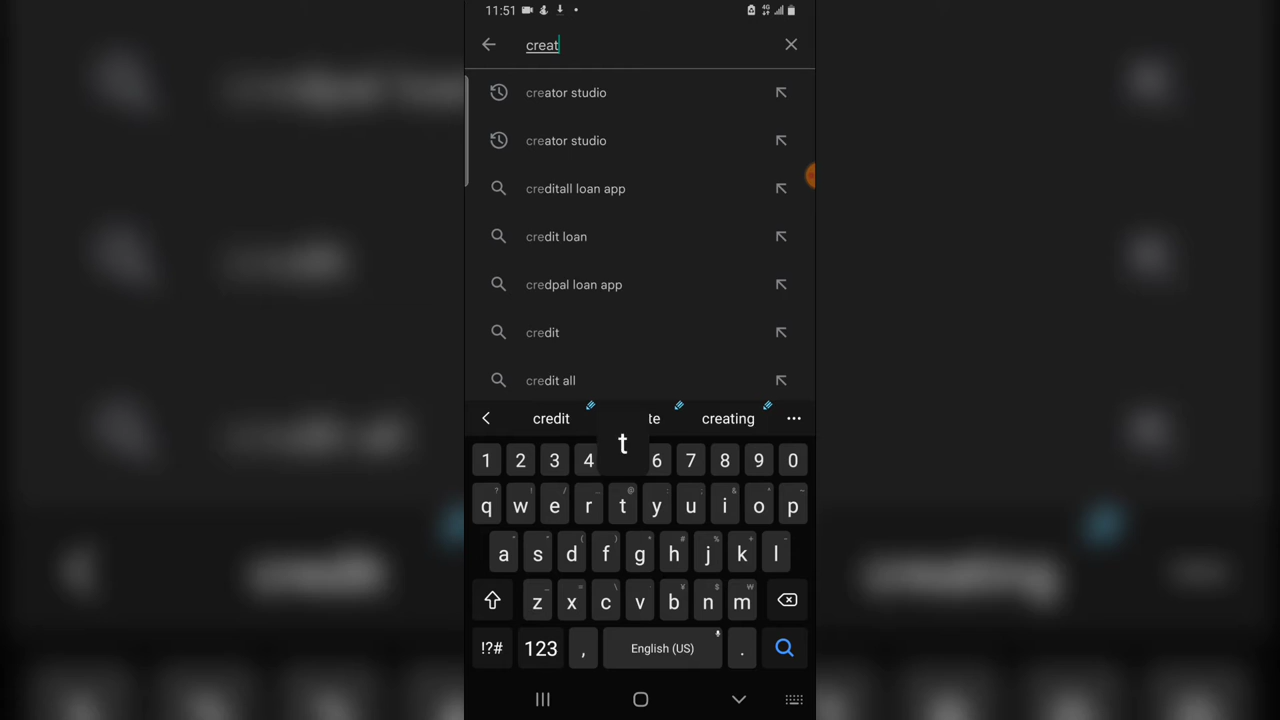 11:51
4G
creat
creator studio
creator studio
creditall loan app
credit loan
credpal loan app
credit
credit all
credit te creating
t
1 2 3 4 6 7 8 9 0
q w e r t y u i o p
a s d f g h j k l
z x c v b n m
!?# 123 , English (US) .